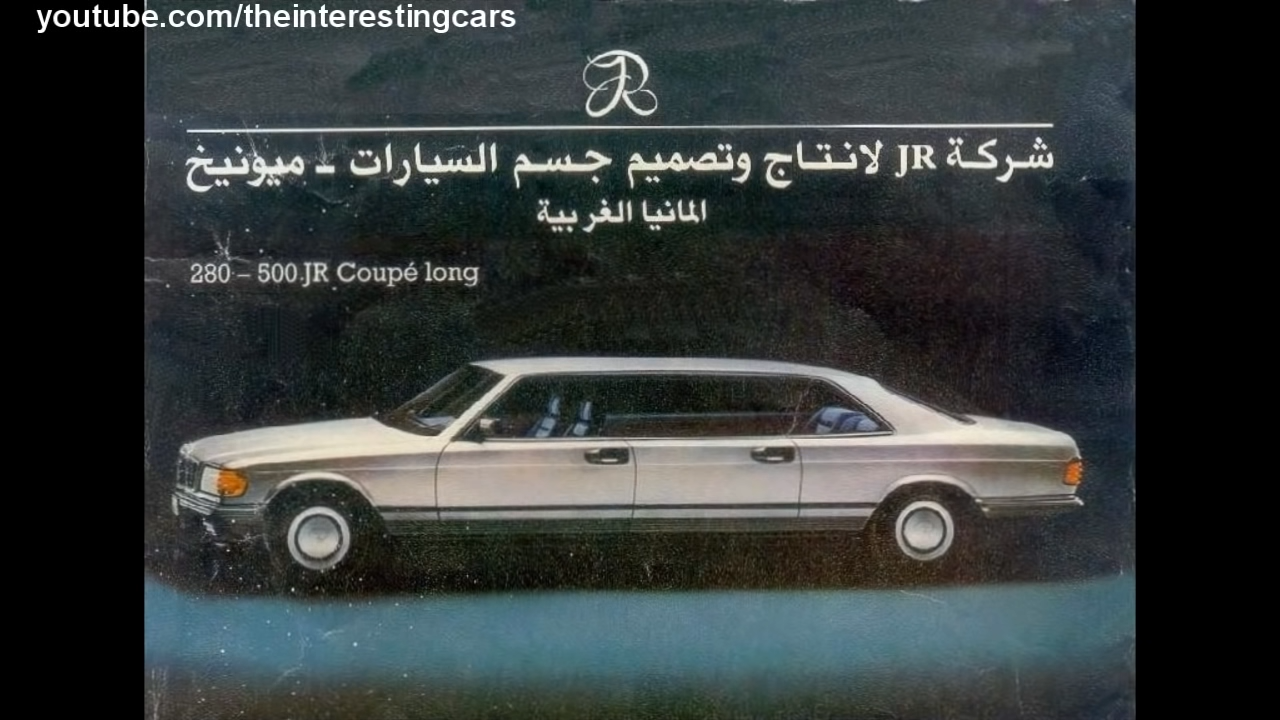 youtube.com/theinterestingcars
JR
شركة JR لانتاج وتصميم جسم السيارات - ميونيخ
المانيا الغربية
280 – 500 JR Coupé long